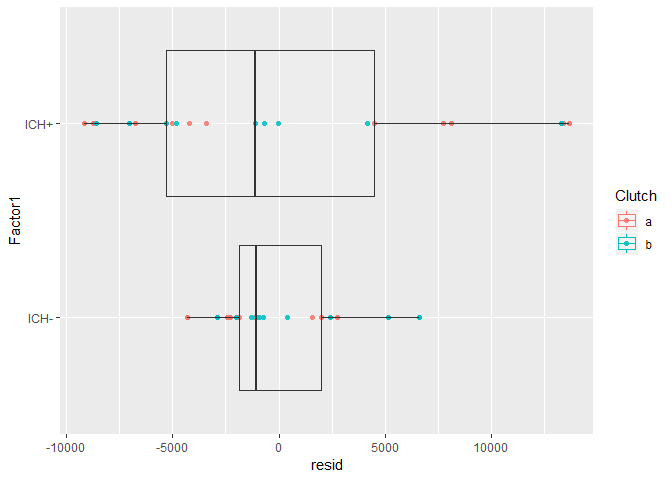 ICH+
ICH-
Factor1
-10000 -5000 0 5000 10000
resid
Clutch
a
b